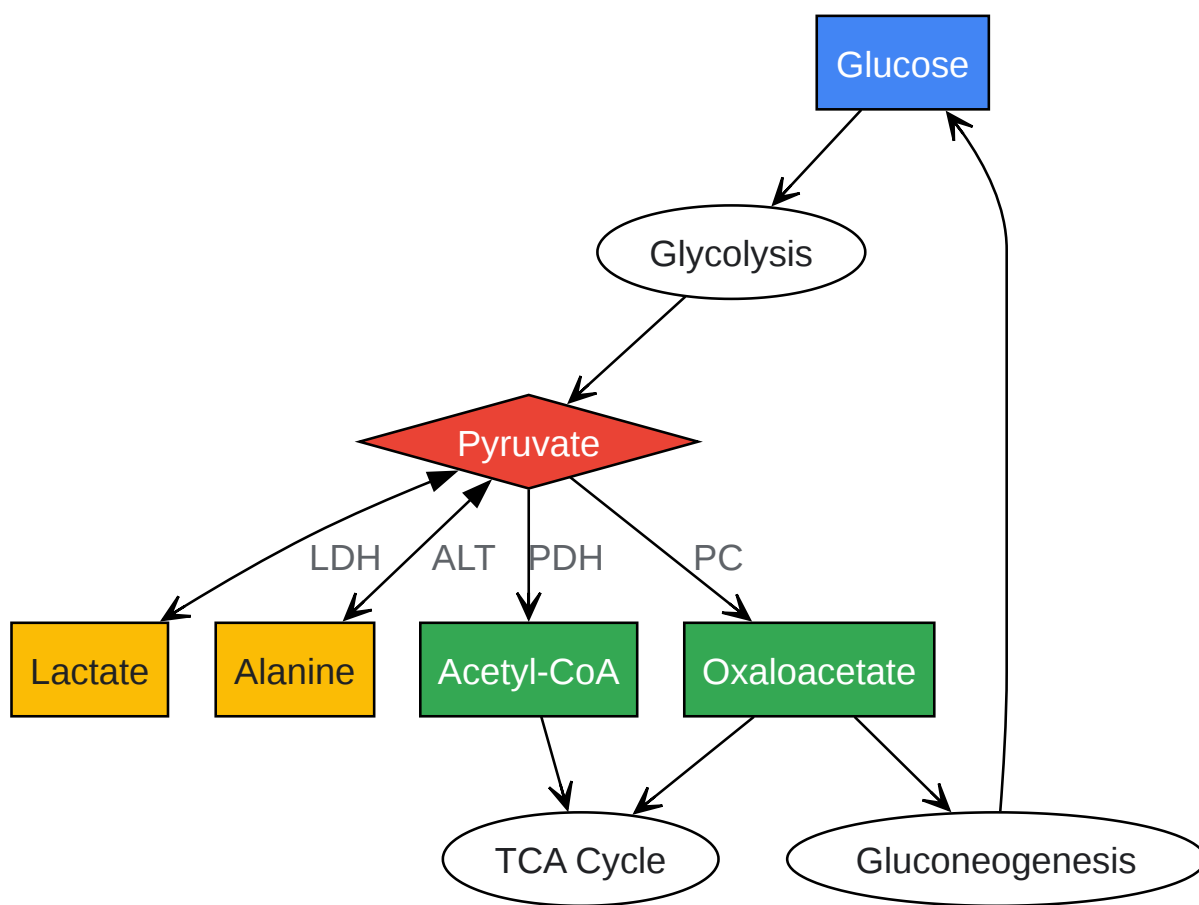 Glucose
Glycolysis
Pyruvate
LDH
ALT
PDH
PC
Lactate
Alanine
Acetyl-CoA
Oxaloacetate
TCA Cycle
Gluconeogenesis